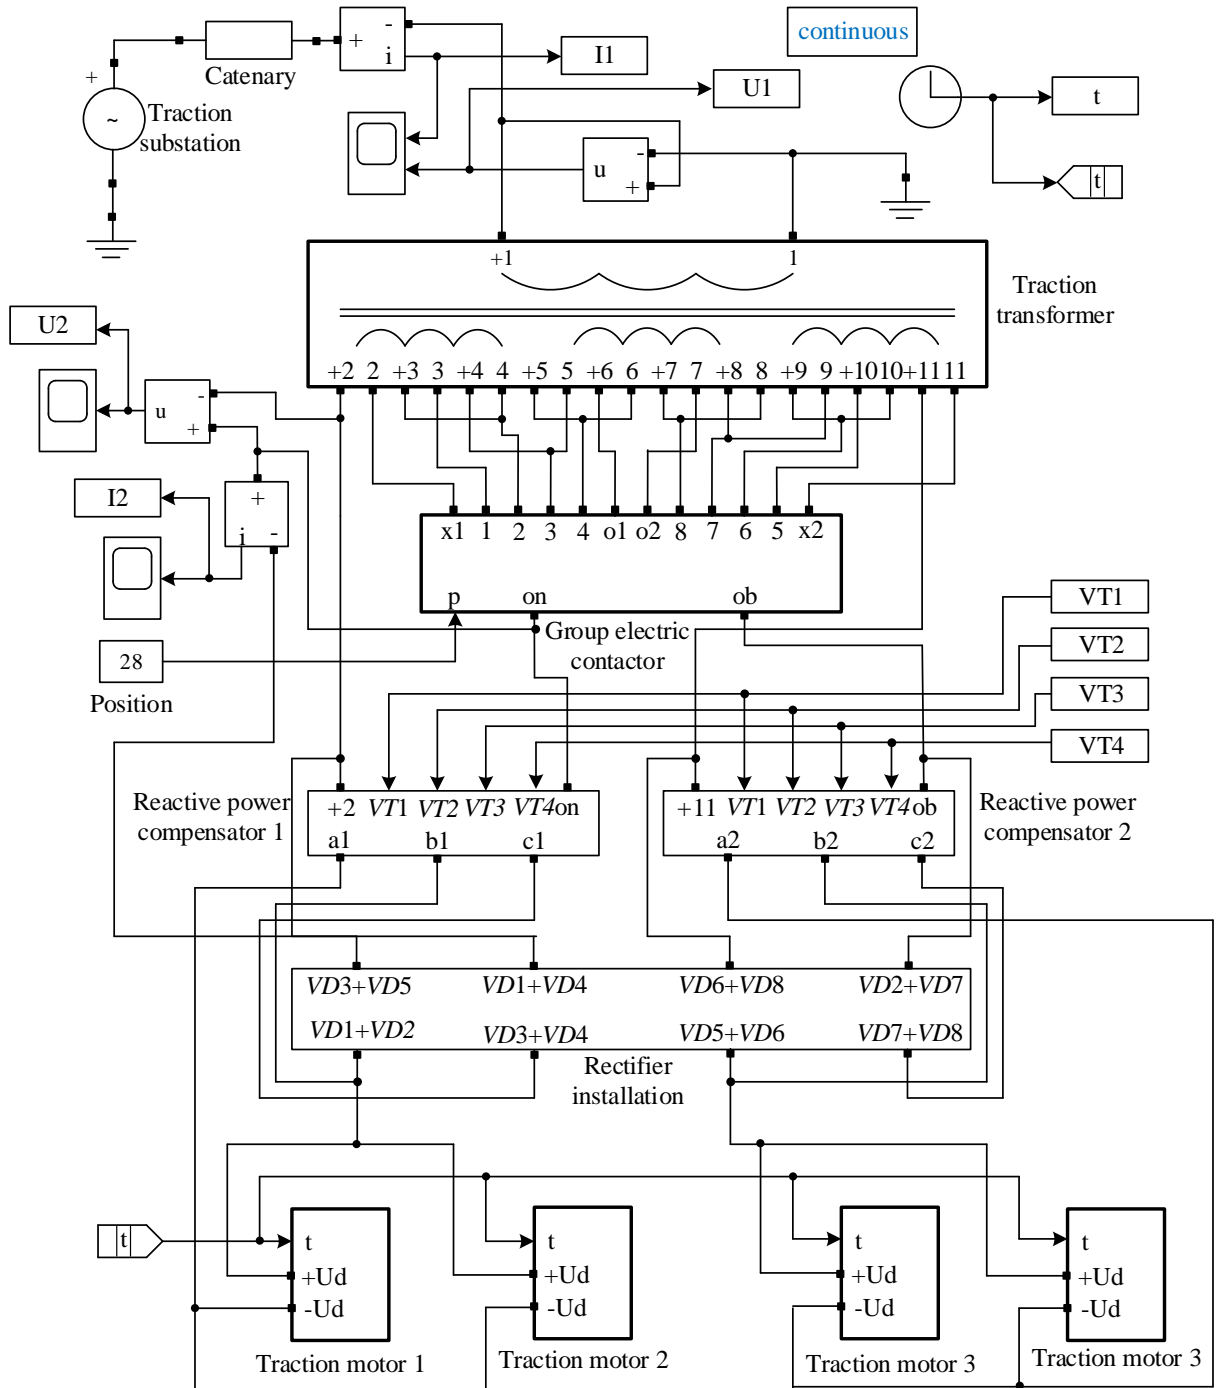 continuous
+
-
i
I1
Catenary
U1
t
+
~
Traction
substation
u
-
+
t
+1
1
Traction
transformer
U2
+2 2 +3 3 +4 4 +5 5 +6 6 +7 7 +8 8 +9 9 +10 10 +11 11
u
-
+
I2
+
i
-
x1 1 2 3 4 o1 o2 8 7 6 5 x2
p on ob
Group electric
contactor
VT1
VT2
VT3
VT4
28
Position
Reactive power
compensator 1
+2 VT1 VT2 VT3 VT4 on
a1 b1 c1
+11 VT1 VT2 VT3 VT4 ob
a2 b2 c2
Reactive power
compensator 2
VD3+VD5 VD1+VD4 VD6+VD8 VD2+VD7
VD1+VD2 VD3+VD4 VD5+VD6 VD7+VD8
Rectifier
installation
t
t
+Ud
-Ud
Traction motor 1
t
+Ud
-Ud
Traction motor 2
t
+Ud
-Ud
Traction motor 3
t
+Ud
-Ud
Traction motor 3